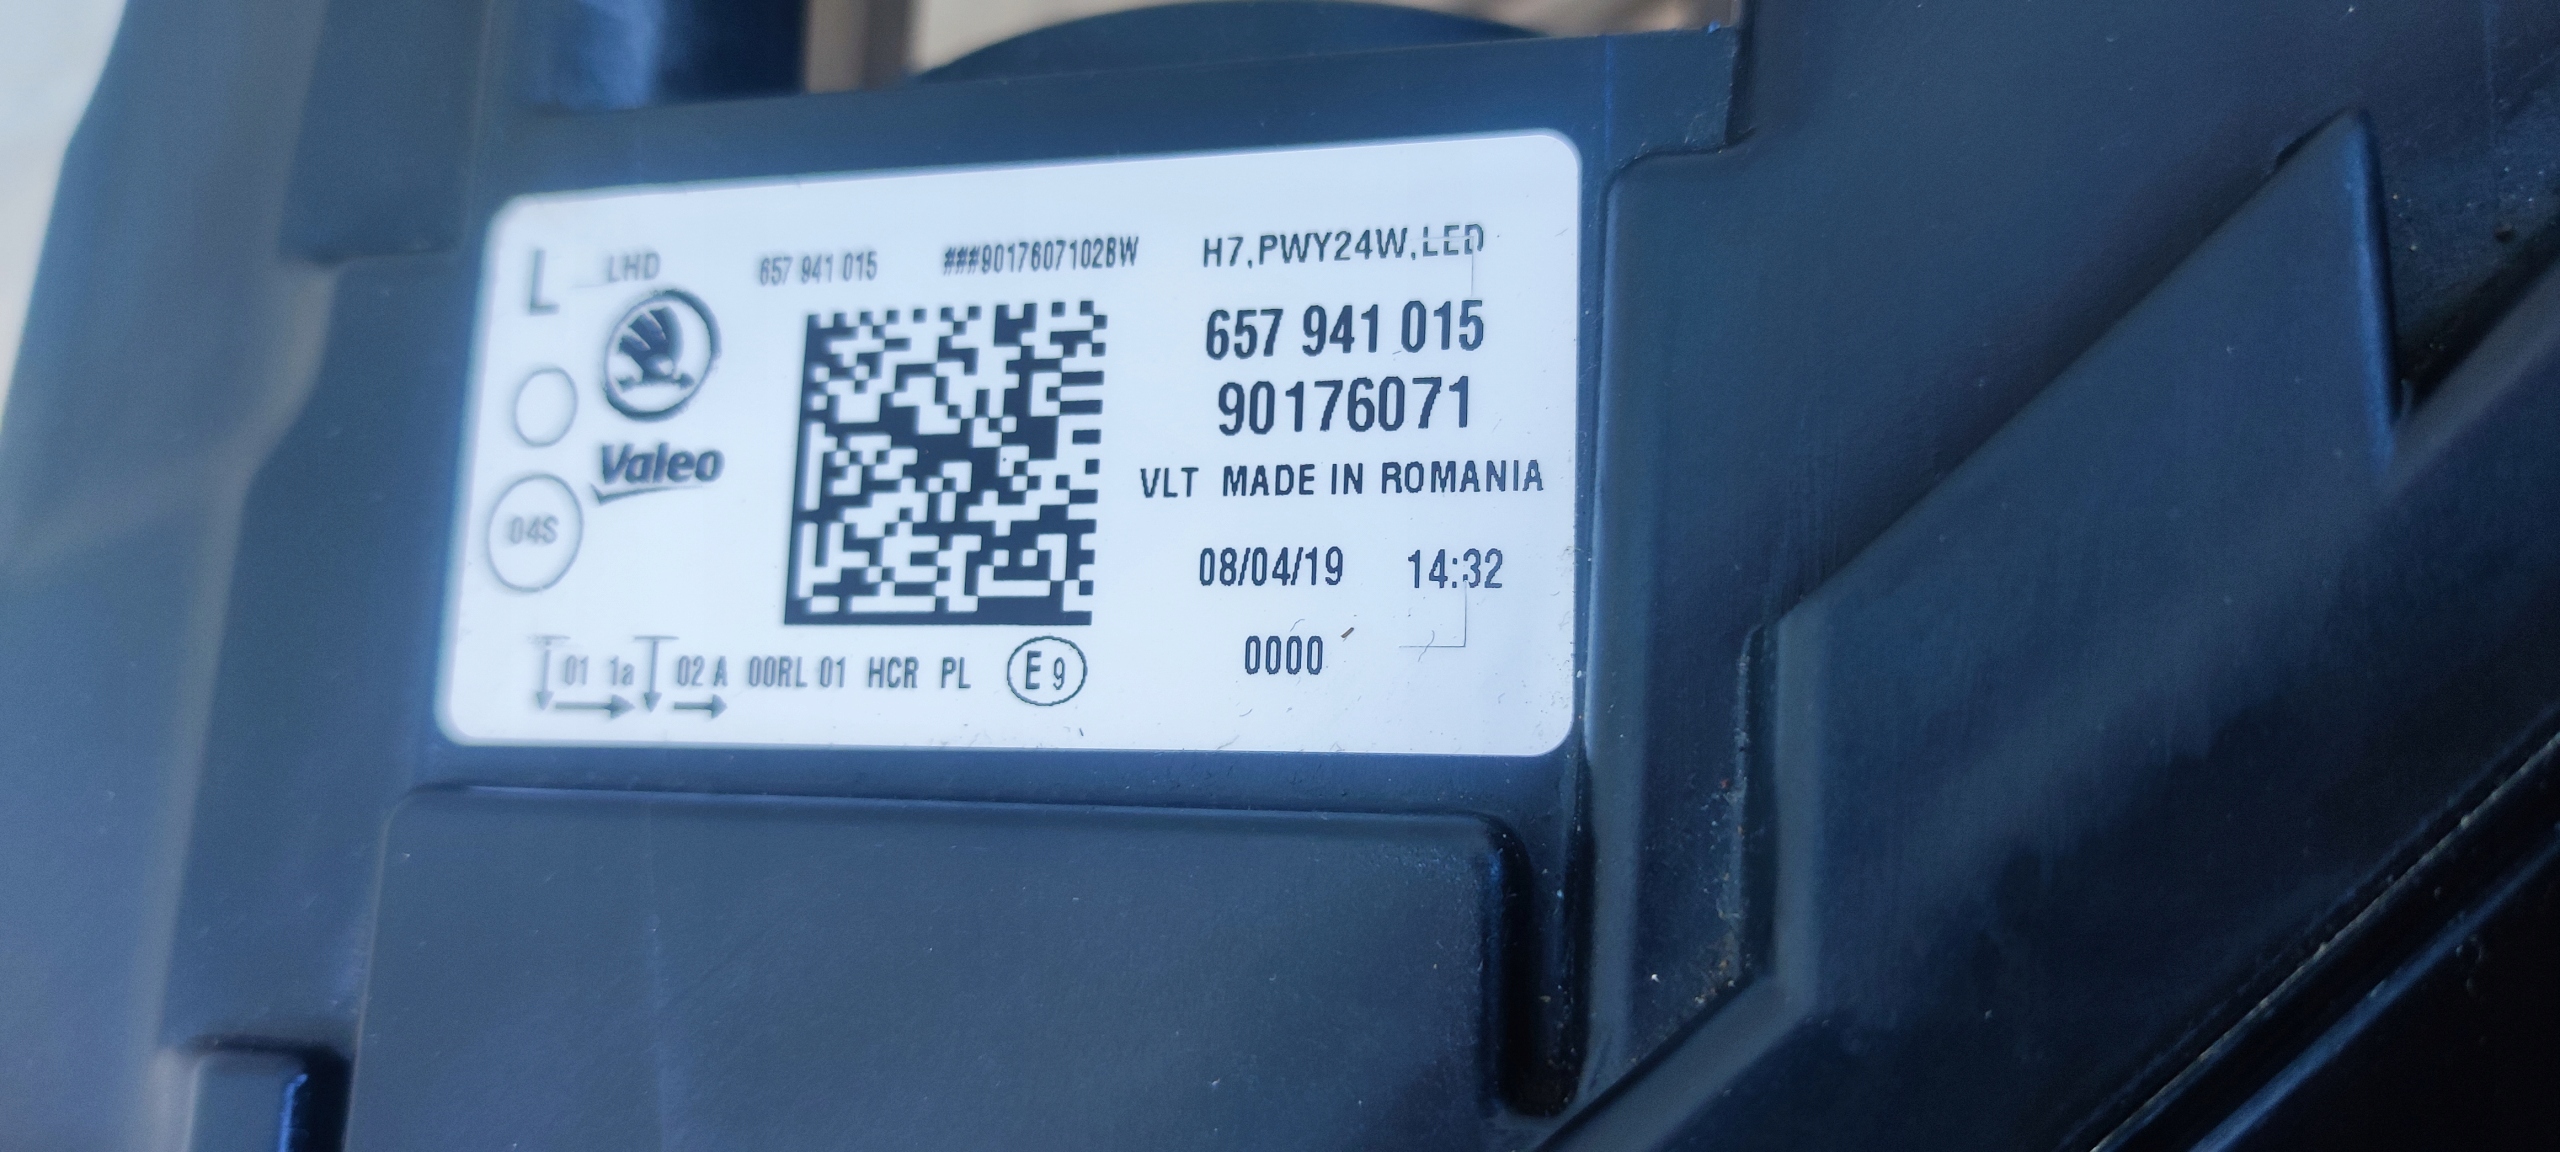 L LHD 657 941 015 ###90176071028W H7,PWY24W,LED
657 941 015
90176071
Valeo
VLT MADE IN ROMANIA
04S
08/04/19 14:32
01 1a 02 A 00RL 01 HCR PL E 9
0000